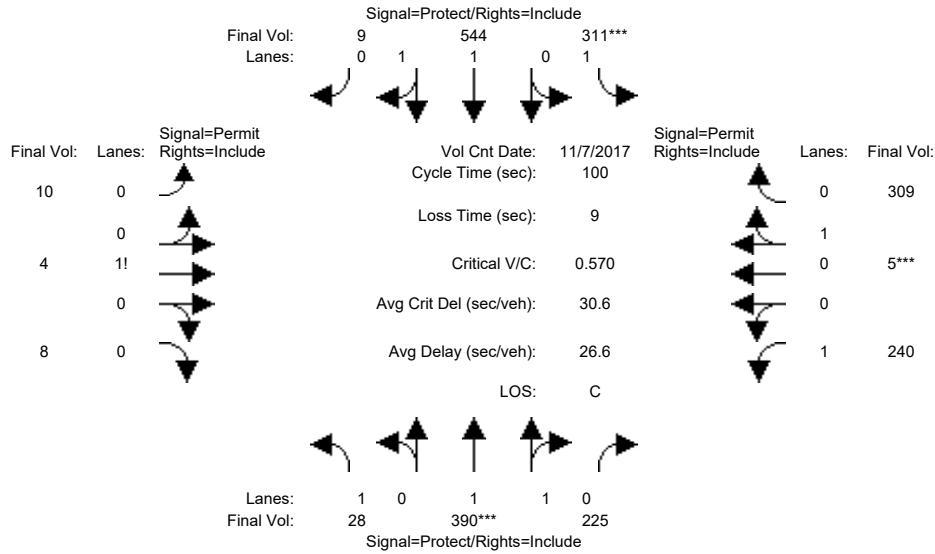 Signal=Protect/Rights=Include
Final Vol: 9 544 311***
Lanes: 0 1 1 0 1
Signal=Permit Signal=Permit
Final Vol: Lanes: Rights=Include Vol Cnt Date: 11/7/2017 Rights=Include Lanes: Final Vol:
Cycle Time (sec): 100
10 0 0 309
Loss Time (sec): 9
0 1
4 1! Critical V/C: 0.570 0 5***
0 Avg Crit Del (sec/veh): 30.6 0
8 0 Avg Delay (sec/veh): 26.6 1 240
LOS: C
Lanes: 1 0 1 1 0
Final Vol: 28 390*** 225
Signal=Protect/Rights=Include